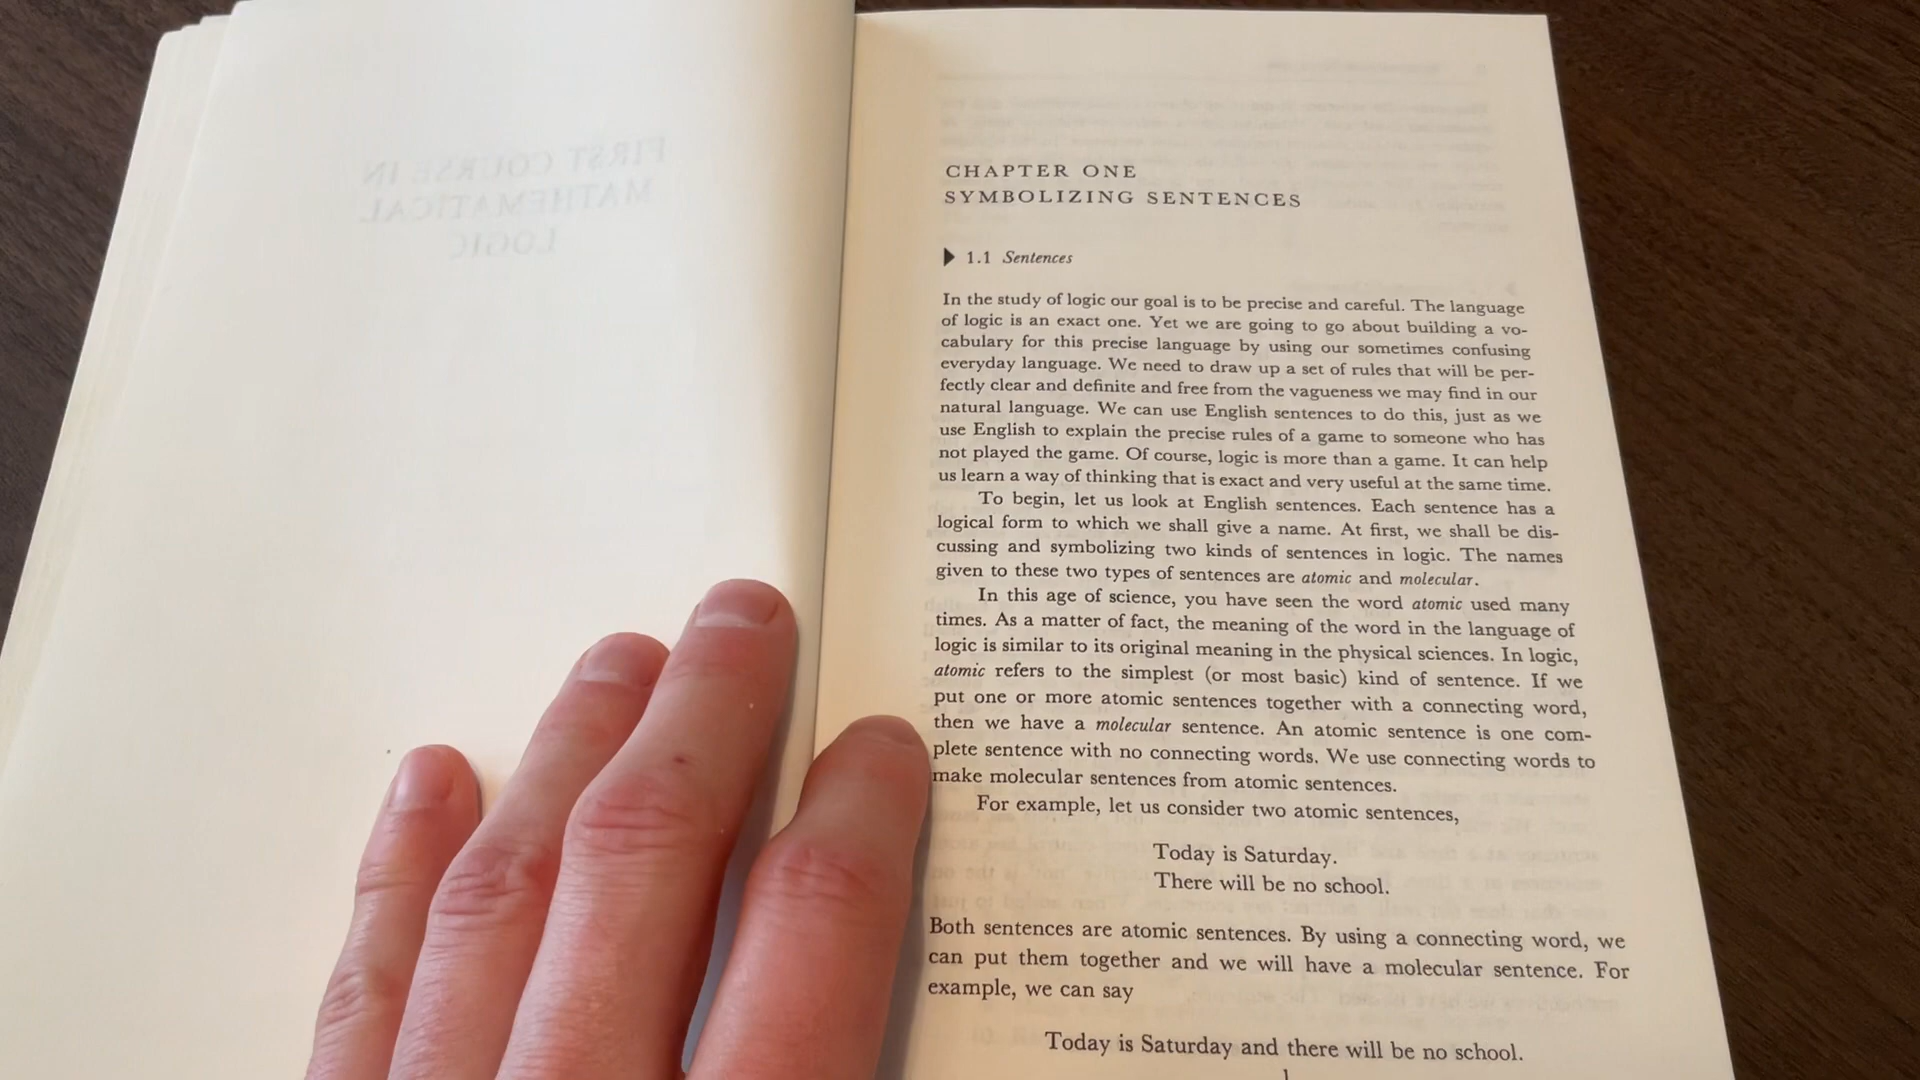 FIRST COURSE IN
MATHEMATICAL
LOGIC
CHAPTER ONE
SYMBOLIZING SENTENCES
1.1 Sentences
In the study of logic our goal is to be precise and careful. The language
of logic is an exact one. Yet we are going to go about building a vo-
cabulary for this precise language by using our sometimes confusing
everyday language. We need to draw up a set of rules that will be per-
fectly clear and definite and free from the vagueness we may find in our
natural language. We can use English sentences to do this, just as we
use English to explain the precise rules of a game to someone who has
not played the game. Of course, logic is more than a game. It can help
us learn a way of thinking that is exact and very useful at the same time.
To begin, let us look at English sentences. Each sentence has a
logical form to which we shall give a name. At first, we shall be dis-
cussing and symbolizing two kinds of sentences in logic. The names
given to these two types of sentences are atomic and molecular.
In this age of science, you have seen the word atomic used many
times. As a matter of fact, the meaning of the word in the language of
logic is similar to its original meaning in the physical sciences. In logic,
atomic refers to the simplest (or most basic) kind of sentence. If we
put one or more atomic sentences together with a connecting word,
then we have a molecular sentence. An atomic sentence is one com-
plete sentence with no connecting words. We use connecting words to
make molecular sentences from atomic sentences.
For example, let us consider two atomic sentences,
Today is Saturday.
There will be no school.
Both sentences are atomic sentences. By using a connecting word, we
can put them together and we will have a molecular sentence. For
example, we can say
Today is Saturday and there will be no school.